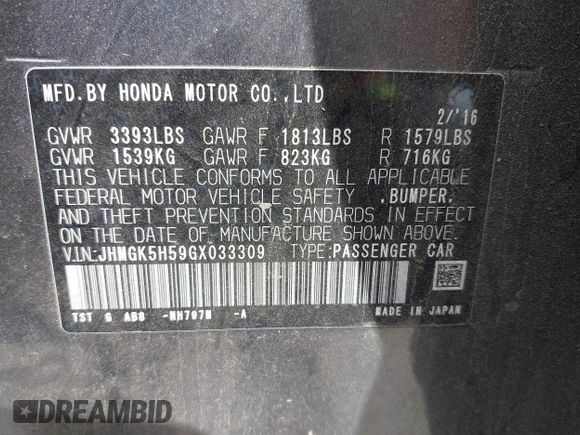 MFD.BY HONDA MOTOR CO.,LTD
2/'16
GVWR 3393LBS GAWR F 1813LBS R 1579LBS
GVWR 1539KG GAWR F 823KG R 716KG
THIS VEHICLE CONFORMS TO ALL APPLICABLE
FEDERAL MOTOR VEHICLE SAFETY ,BUMPER,
AND THEFT PREVENTION STANDARDS IN EFFECT
ON THE DATE OF MANUFACTURE SHOWN ABOVE.
V.I.N:JHMGK5H59GX033309 TYPE:PASSENGER CAR
TST G ABS -NH797M -A MADE IN JAPAN
DREAMBID